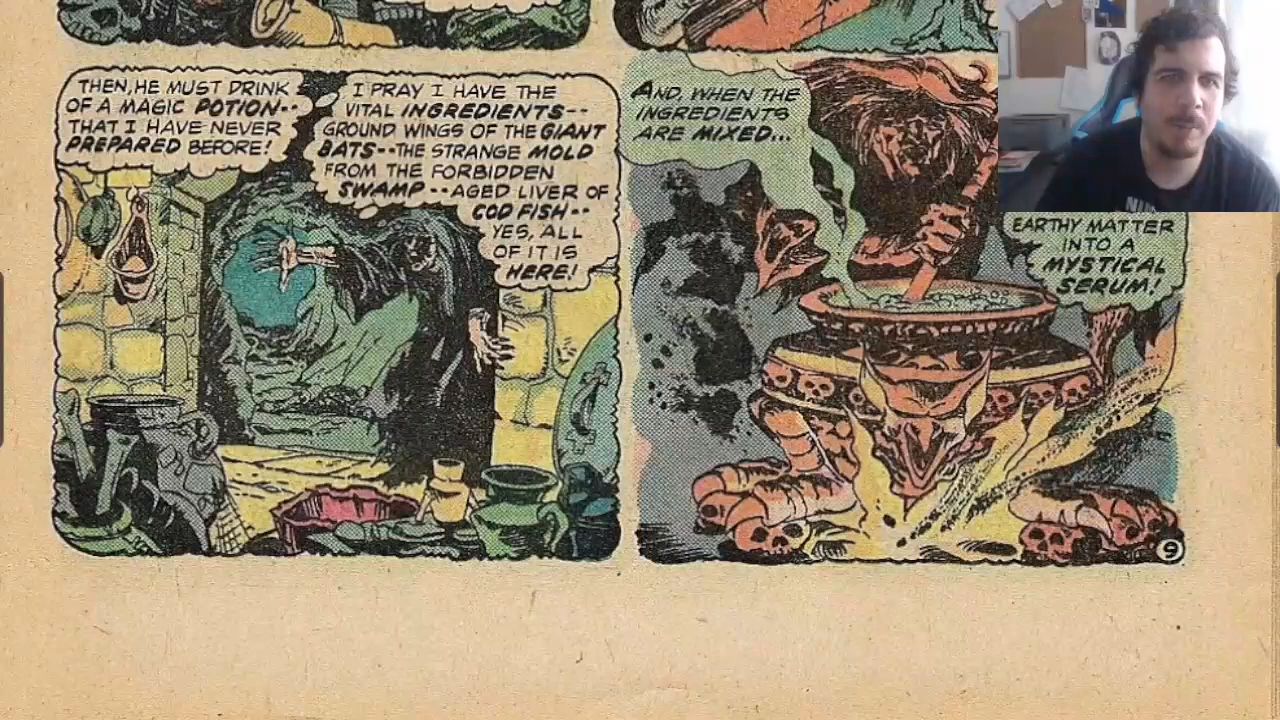 THEN, HE MUST DRINK
OF A MAGIC POTION--
THAT I HAVE NEVER
PREPARED BEFORE!
I PRAY I HAVE THE
VITAL INGREDIENTS--
GROUND WINGS OF THE GIANT
BATS--THE STRANGE MOLD
FROM THE FORBIDDEN
SWAMP--AGED LIVER OF
COD FISH--
YES, ALL
OF IT IS
HERE!
AND, WHEN THE
INGREDIENTS
ARE MIXED...
EARTHY MATTER
INTO A
MYSTICAL
SERUM!
9